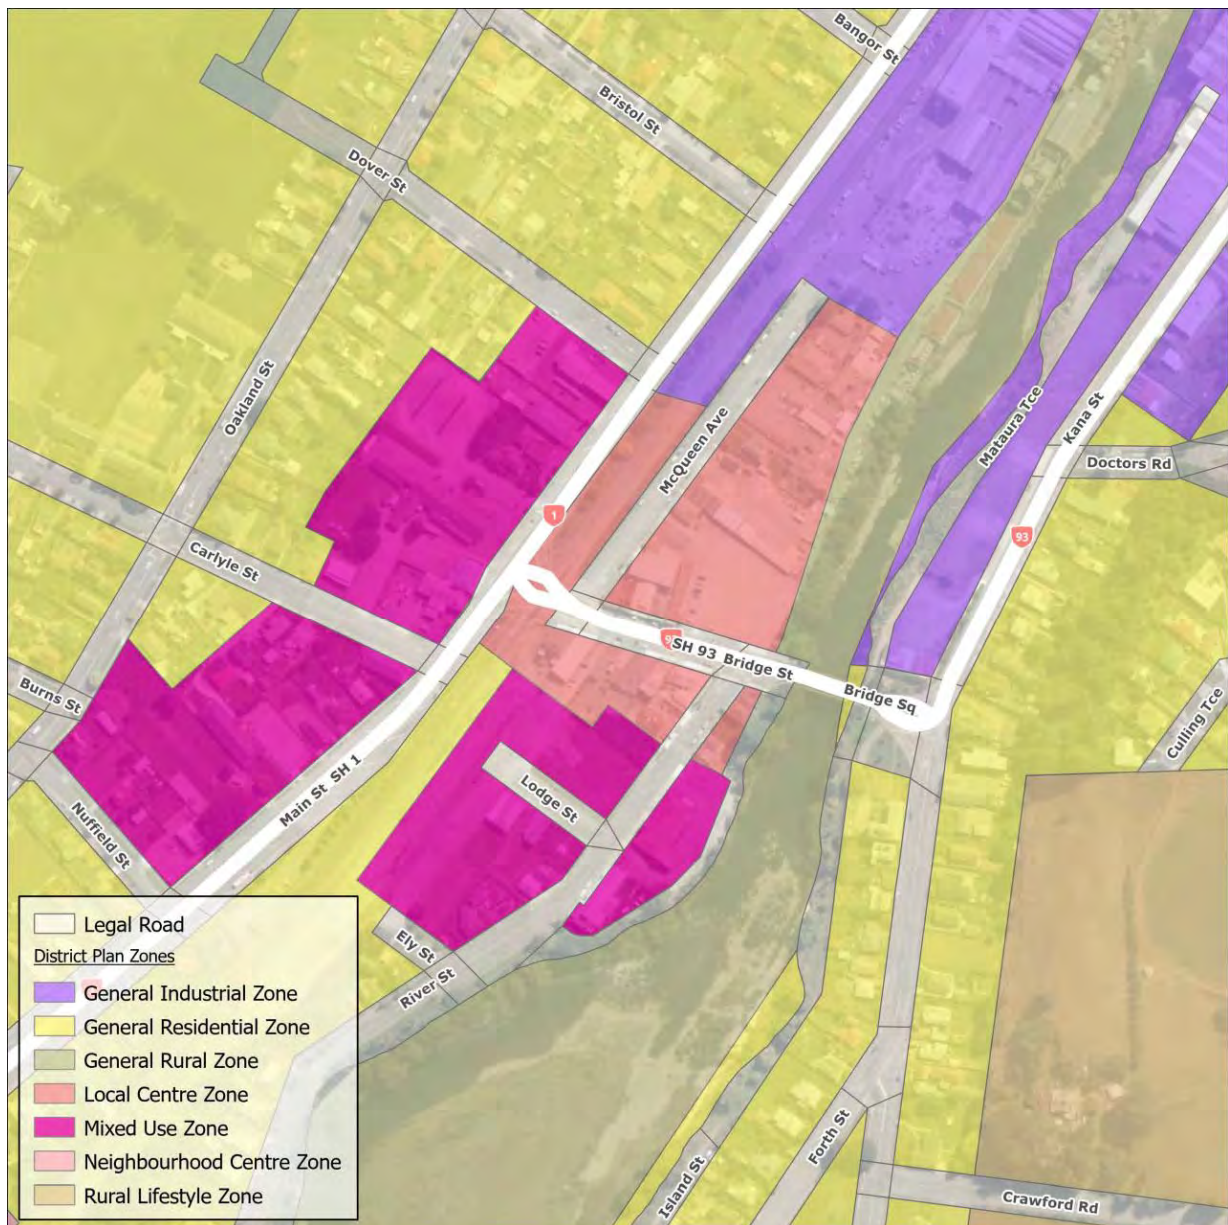 Bangor St
Bristol St
Dover St
Oakland St
McQueen Ave
Mataura Tce
Kana St
Doctors Rd
1
93
Carlyle St
SH 93 Bridge St
Bridge Sq
Burns St
Culling Tce
Main St SH 1
Lodge St
Nuffield St
Ely St
River St
Forth St
Island St
Crawford Rd
Legal Road
District Plan Zones
General Industrial Zone
General Residential Zone
General Rural Zone
Local Centre Zone
Mixed Use Zone
Neighbourhood Centre Zone
Rural Lifestyle Zone